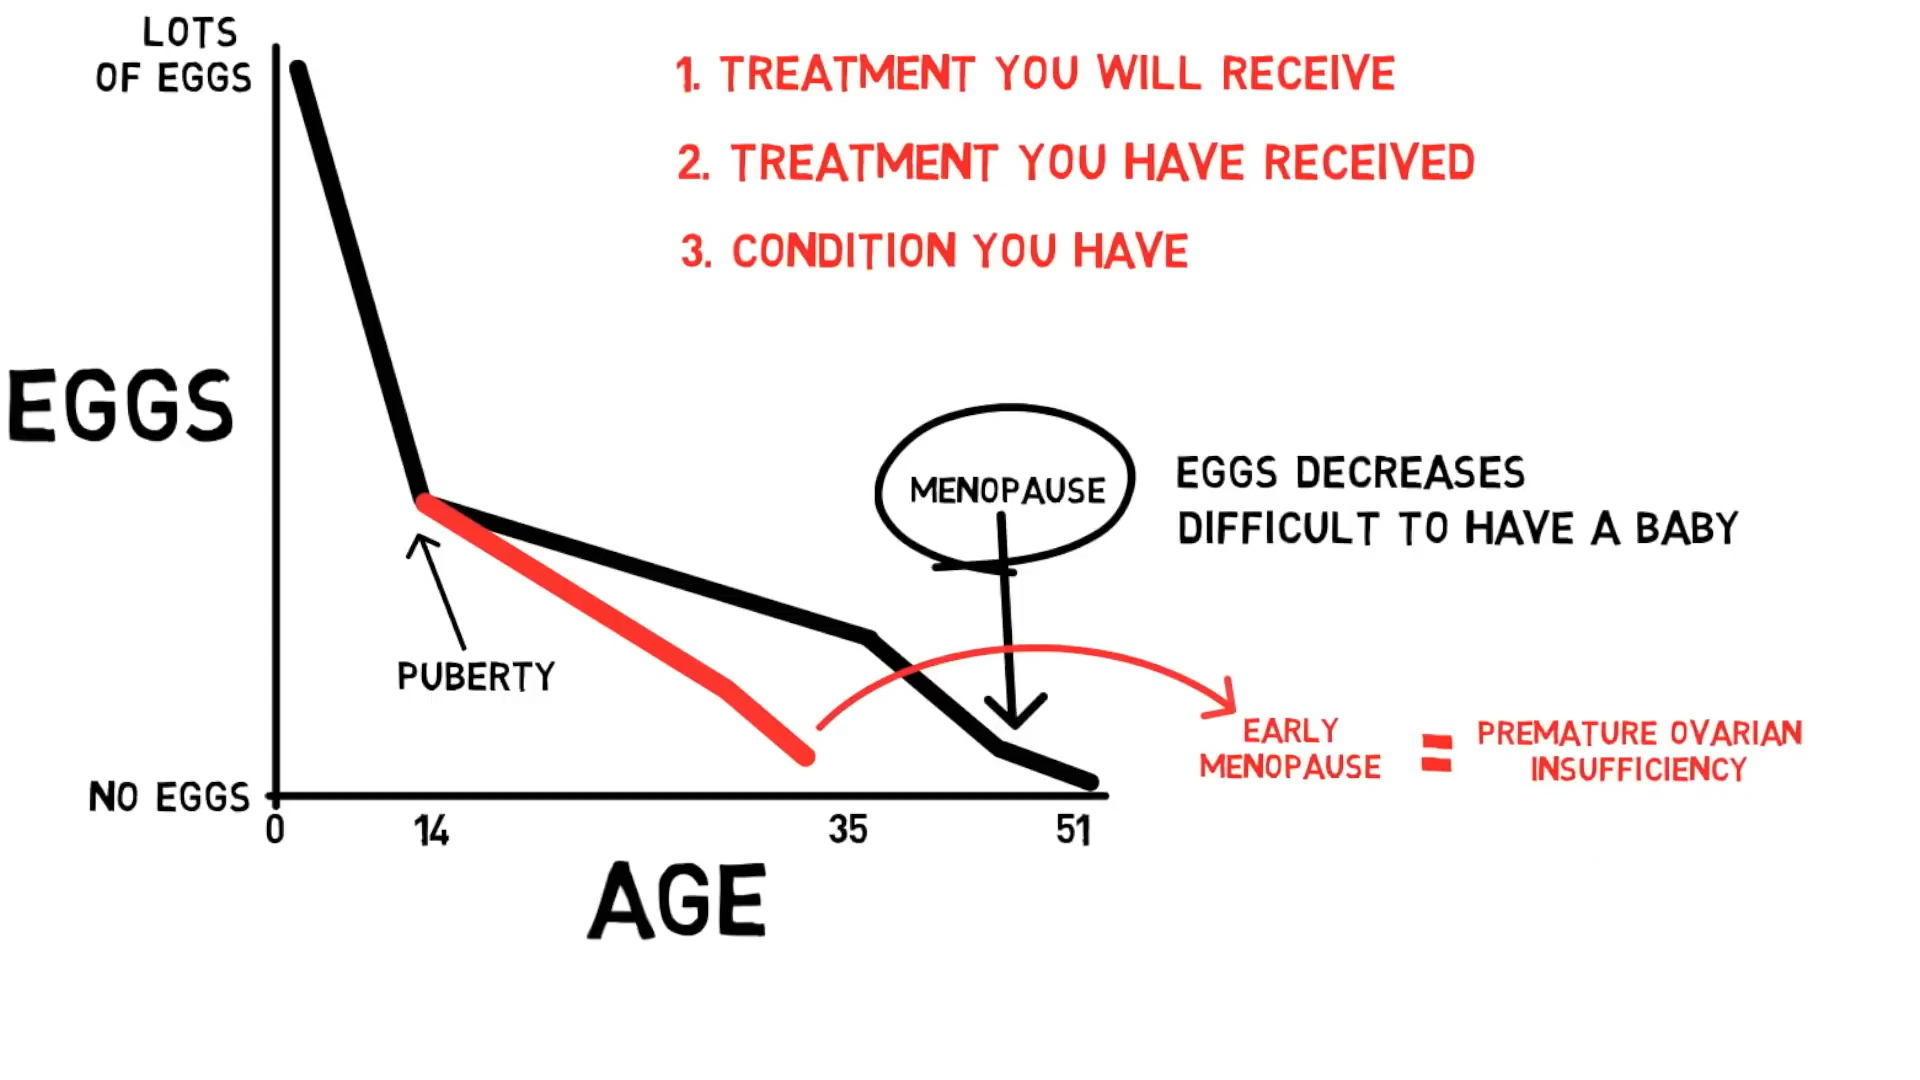 LOTS
OF EGGS
1. TREATMENT YOU WILL RECEIVE
2. TREATMENT YOU HAVE RECEIVED
3. CONDITION YOU HAVE
EGGS
MENOPAUSE
EGGS DECREASES
DIFFICULT TO HAVE A BABY
PUBERTY
EARLY
MENOPAUSE
=
PREMATURE OVARIAN
INSUFFICIENCY
NO EGGS
0 14 35 51
AGE